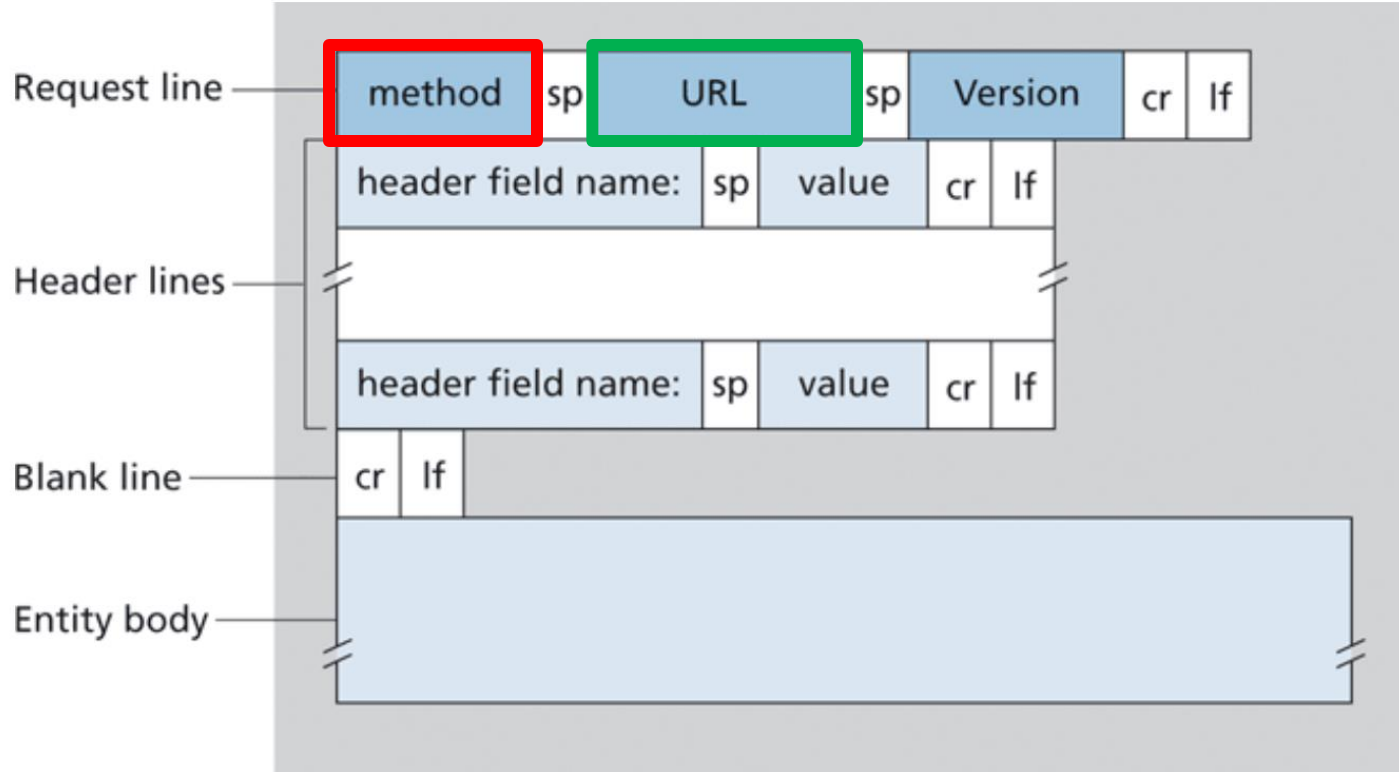 Request line method sp URL sp Version cr lf
header field name: sp value cr lf
Header lines
header field name: sp value cr lf
Blank line cr lf
Entity body